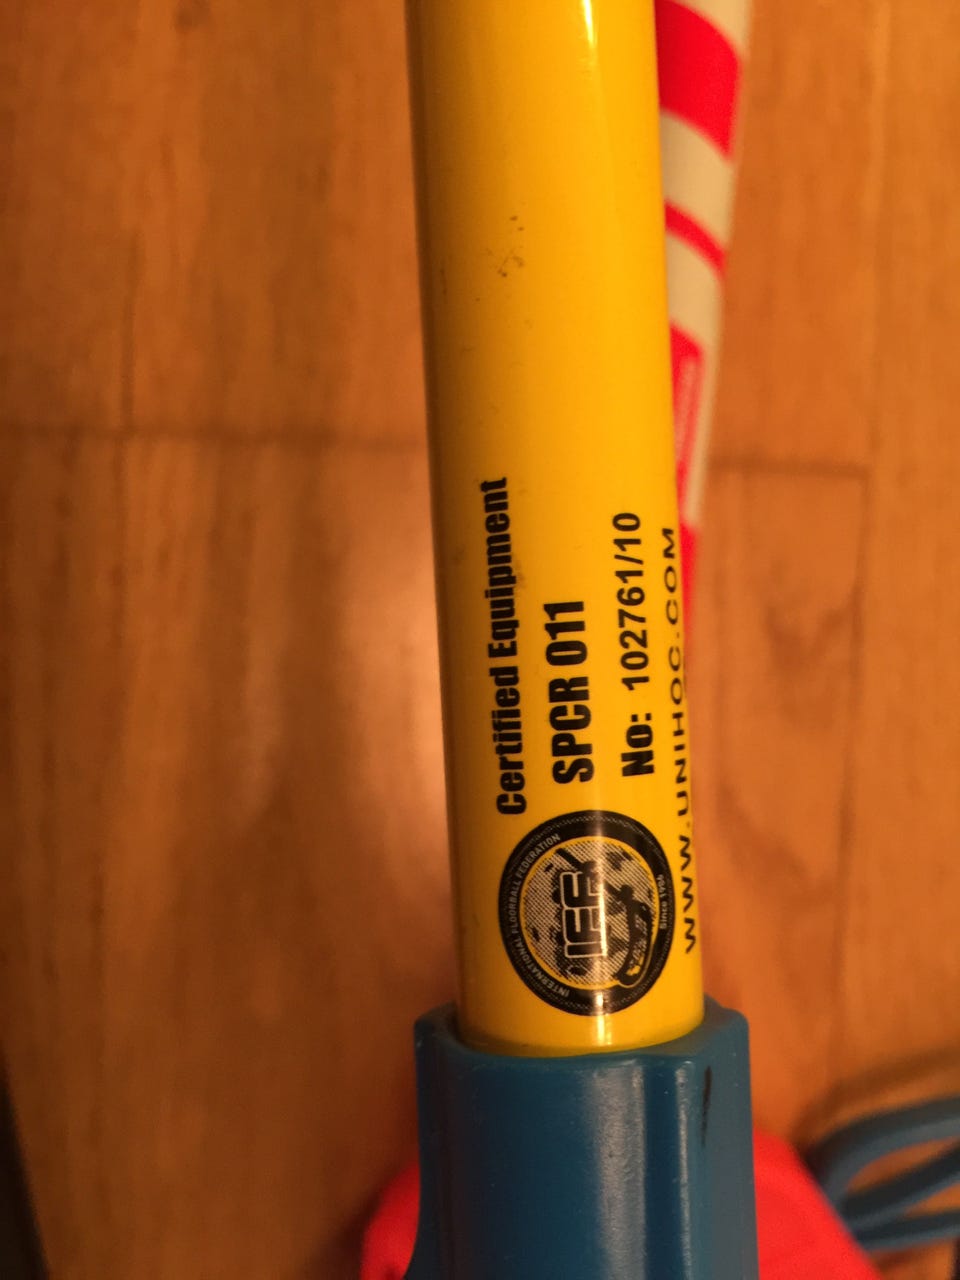 Certified Equipment
SPCR 011
No: 102761/10
WWW.UNIHOC.COM
INTERNATIONAL FLOORBALL FEDERATION
IFF
Since 1986